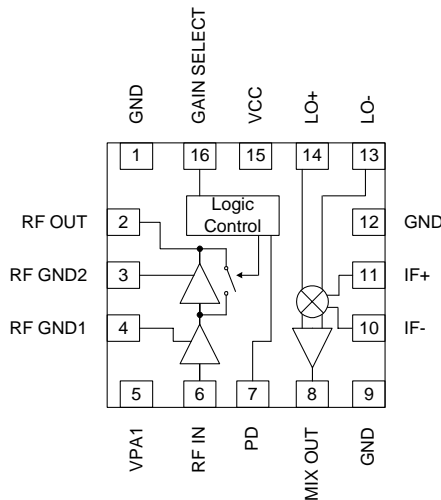 GND
GAIN SELECT
VCC
LO+
LO-
1
16
15
14
13
Logic
Control
RF OUT
2
12
GND
RF GND2
3
11
IF+
RF GND1
4
10
IF-
5
6
7
8
9
VPA1
RF IN
PD
MIX OUT
GND